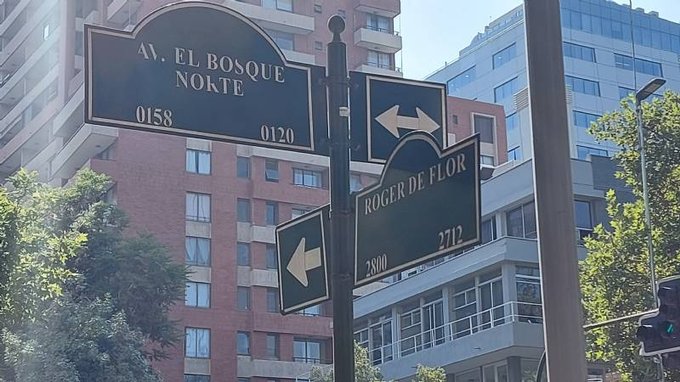 AV. EL BOSQUE
NORTE
0158 0120
ROGER DE FLOR
2800 2712